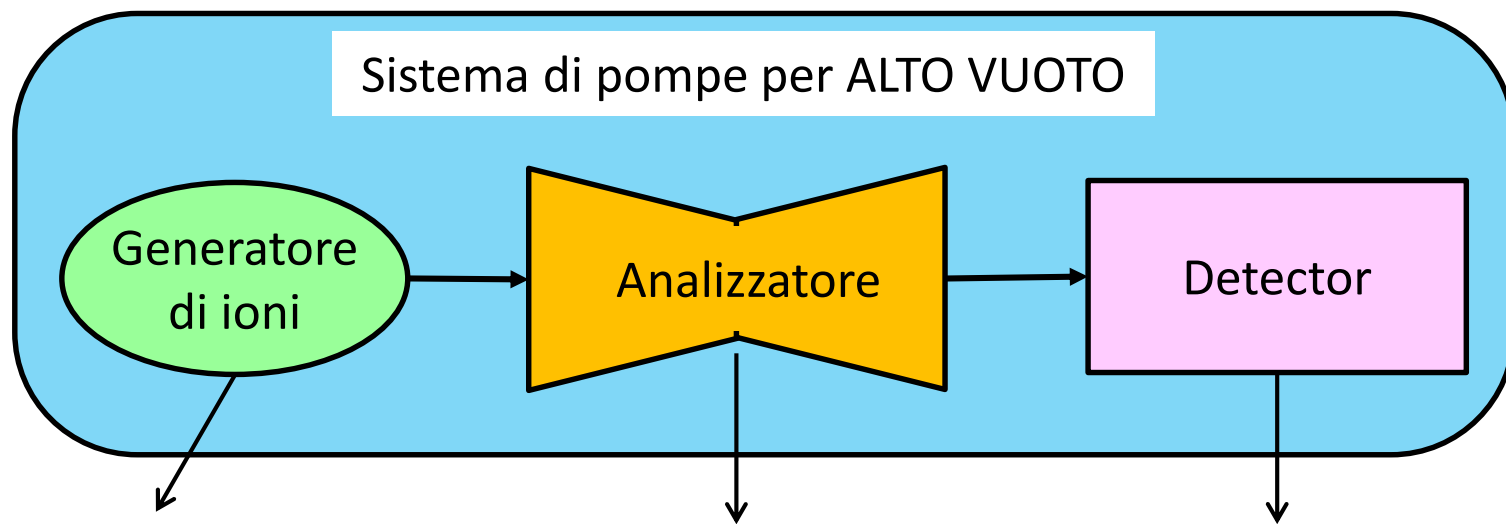 Sistema di pompe per ALTO VUOTO
Generatore
di ioni
Analizzatore
Detector